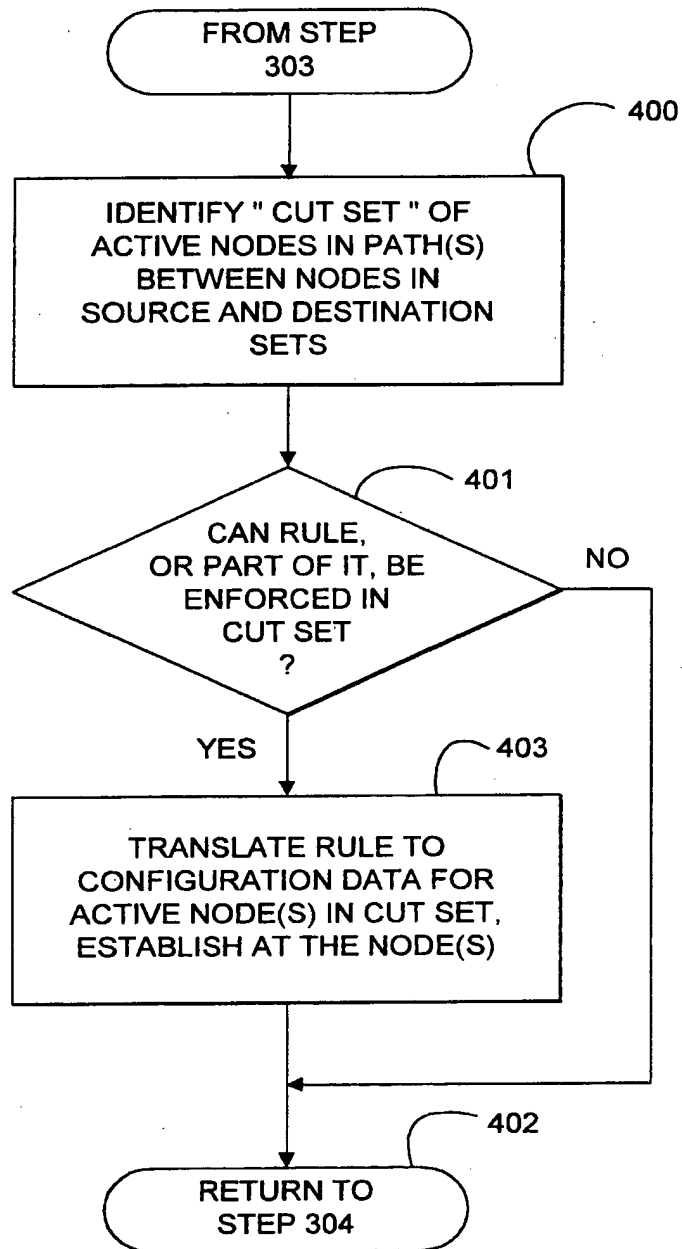 FROM STEP
303
400
IDENTIFY " CUT SET " OF
ACTIVE NODES IN PATH(S)
BETWEEN NODES IN
SOURCE AND DESTINATION
SETS
401
CAN RULE,
OR PART OF IT, BE
ENFORCED IN
CUT SET
?
NO
YES
403
TRANSLATE RULE TO
CONFIGURATION DATA FOR
ACTIVE NODE(S) IN CUT SET,
ESTABLISH AT THE NODE(S)
402
RETURN TO
STEP 304